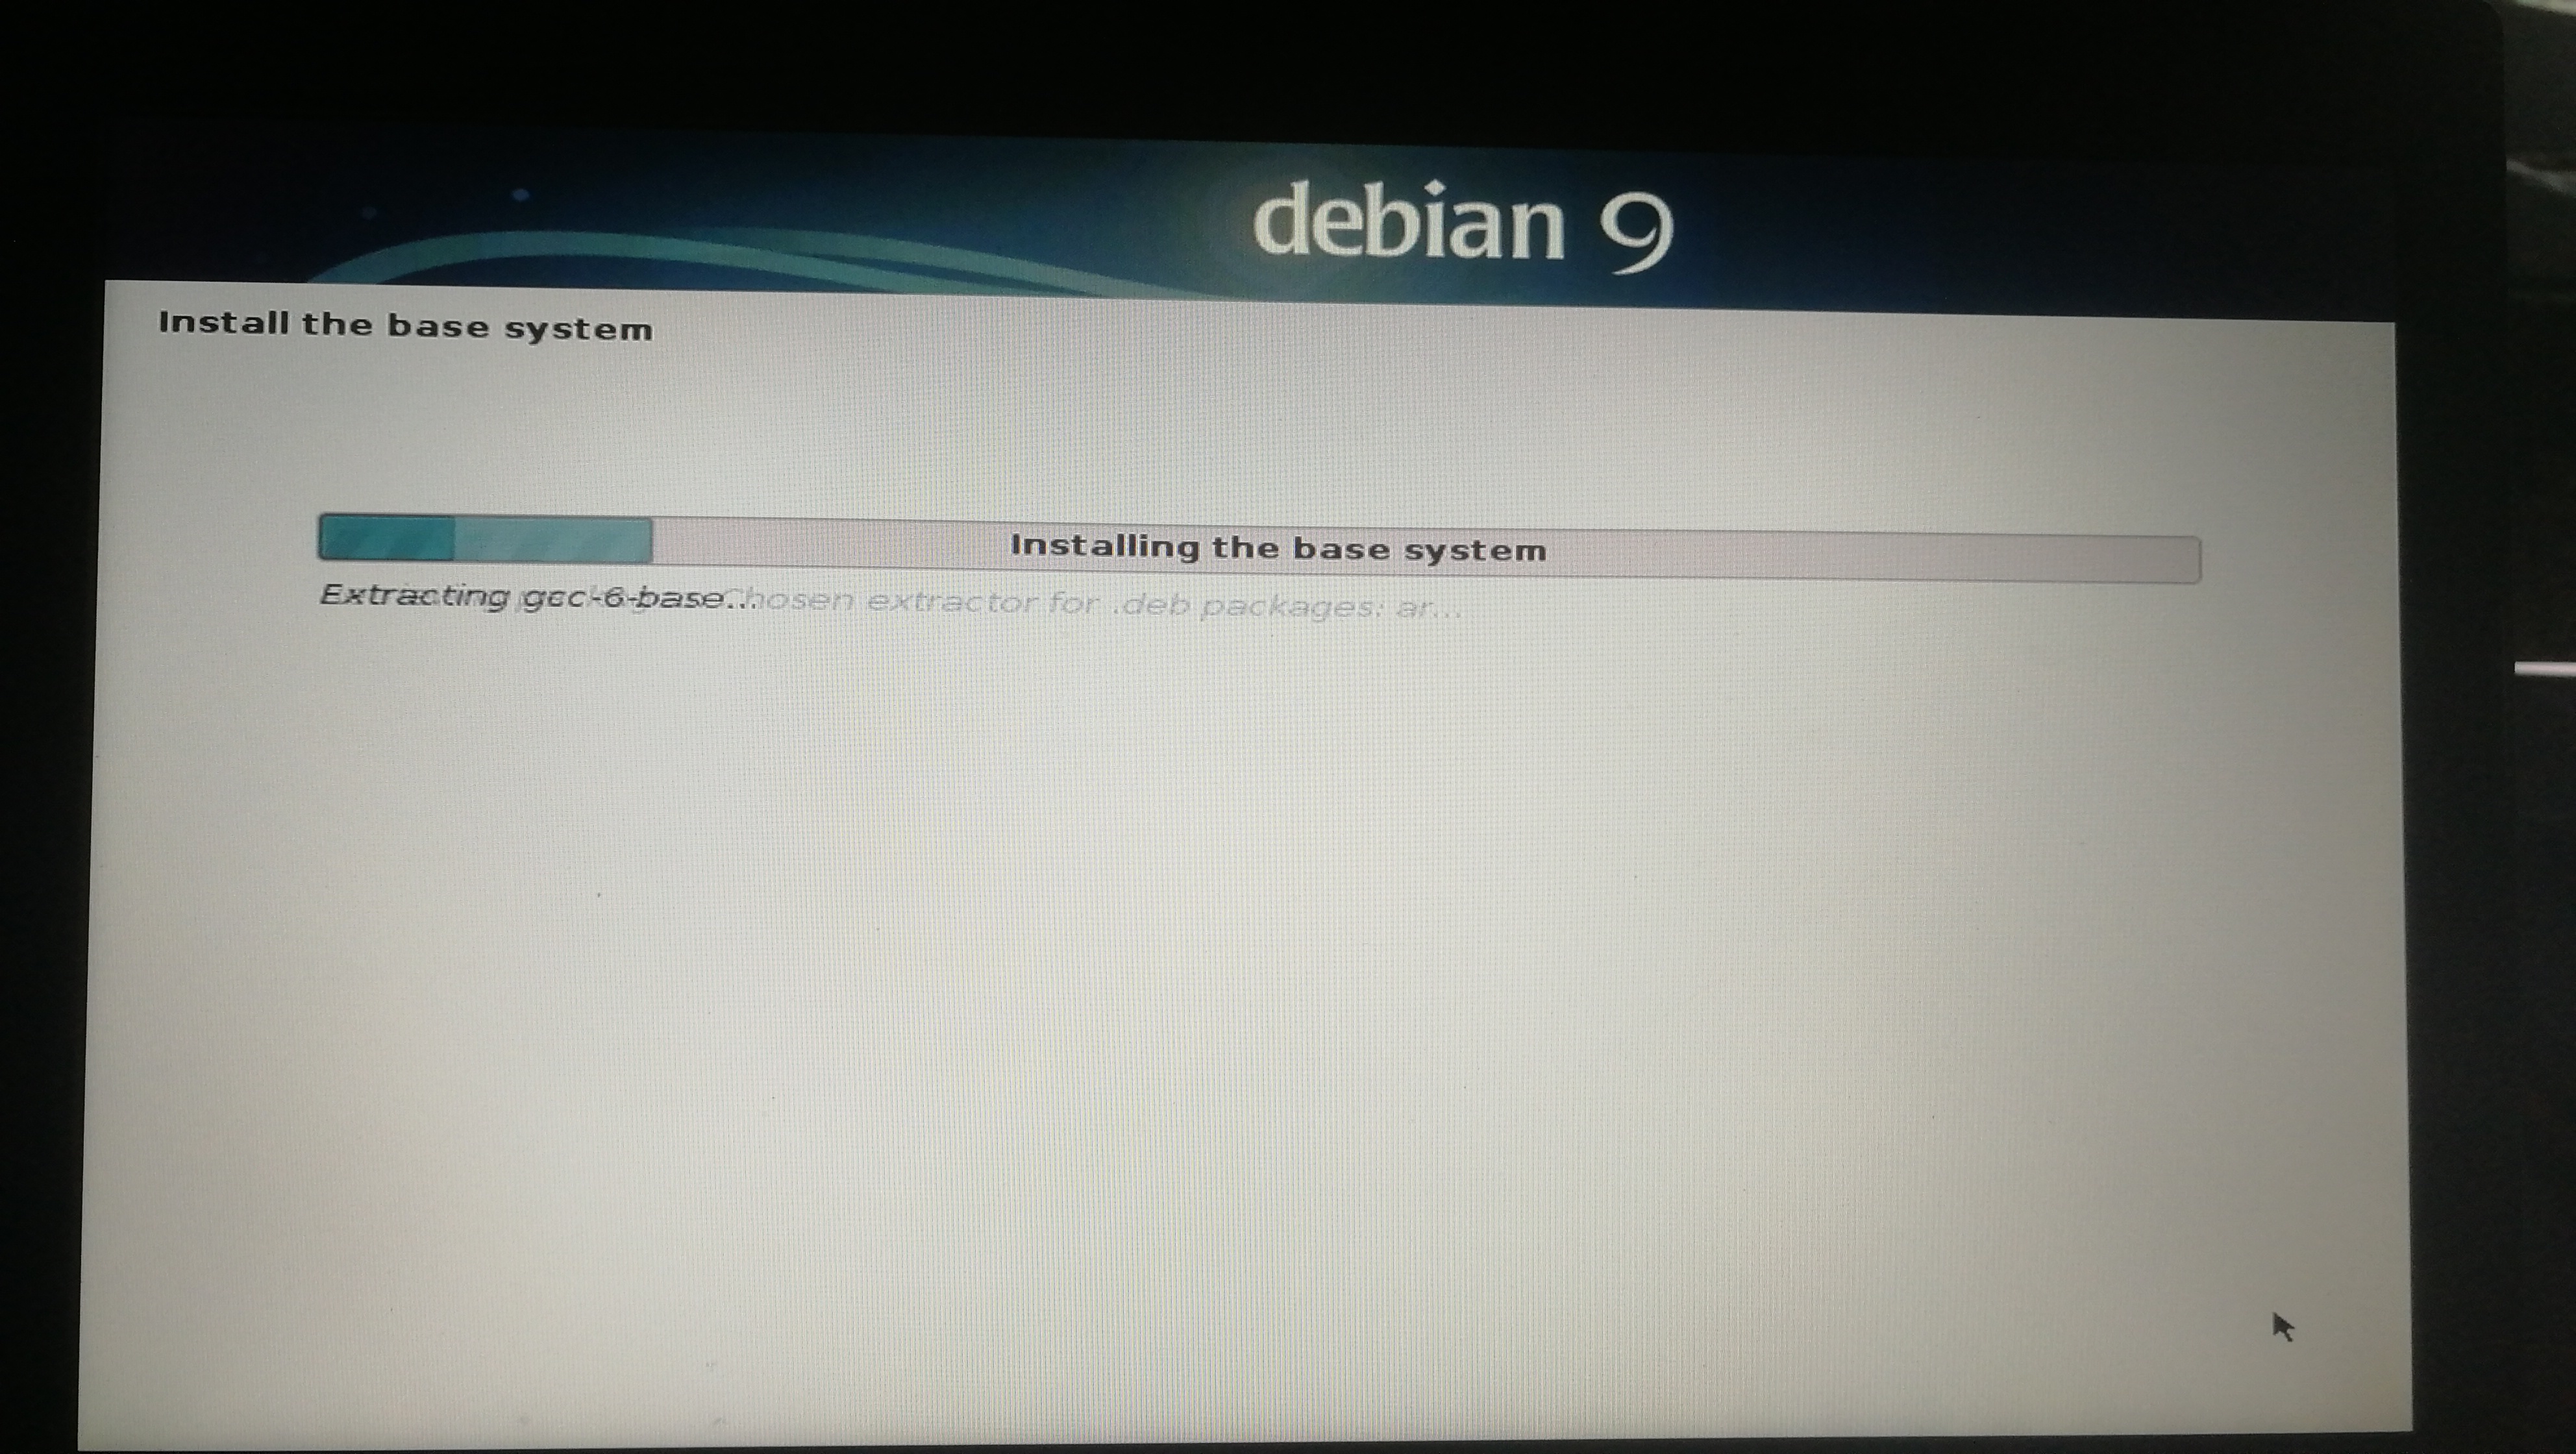 debian 9
Install the base system
Installing the base system
Extracting gcc-6-base...
Chosen extractor for .deb packages: ar...